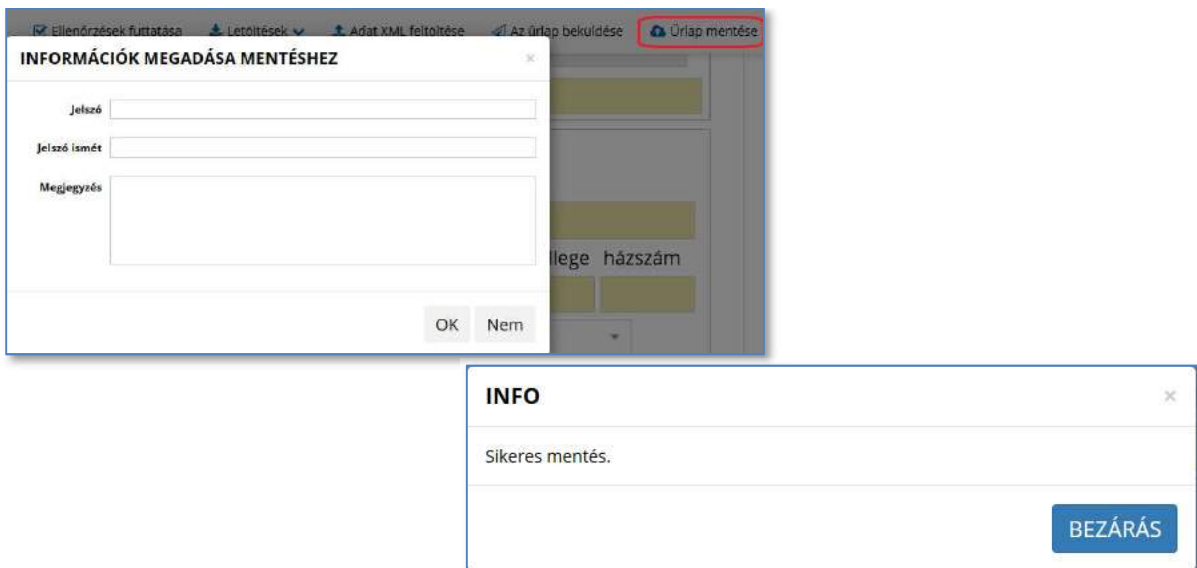 Ellenőrzések futtatása Letöltések Adat XML feltöltése Az űrlap beküldése Űrlap mentése
INFORMÁCIÓK MEGADÁSA MENTÉSHEZ ×
Jelszó
Jelszó ismét
Megjegyzés
llege házszám
OK Nem
INFO ×
Sikeres mentés.
BEZÁRÁS